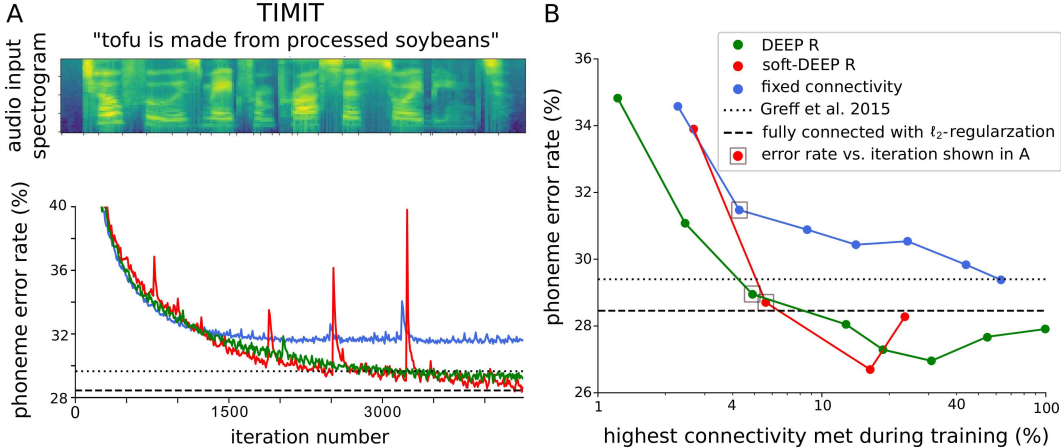 A
TIMIT
"tofu is made from processed soybeans"
audio input
spectrogram
phoneme error rate (%)
40
36
32
28
0
1500
3000
iteration number
B
DEEP R
soft-DEEP R
fixed connectivity
Greff et al. 2015
fully connected with ℓ₂-regularzation
error rate vs. iteration shown in A
phoneme error rate (%)
36
34
32
30
28
26
1
4
10
40
100
highest connectivity met during training (%)